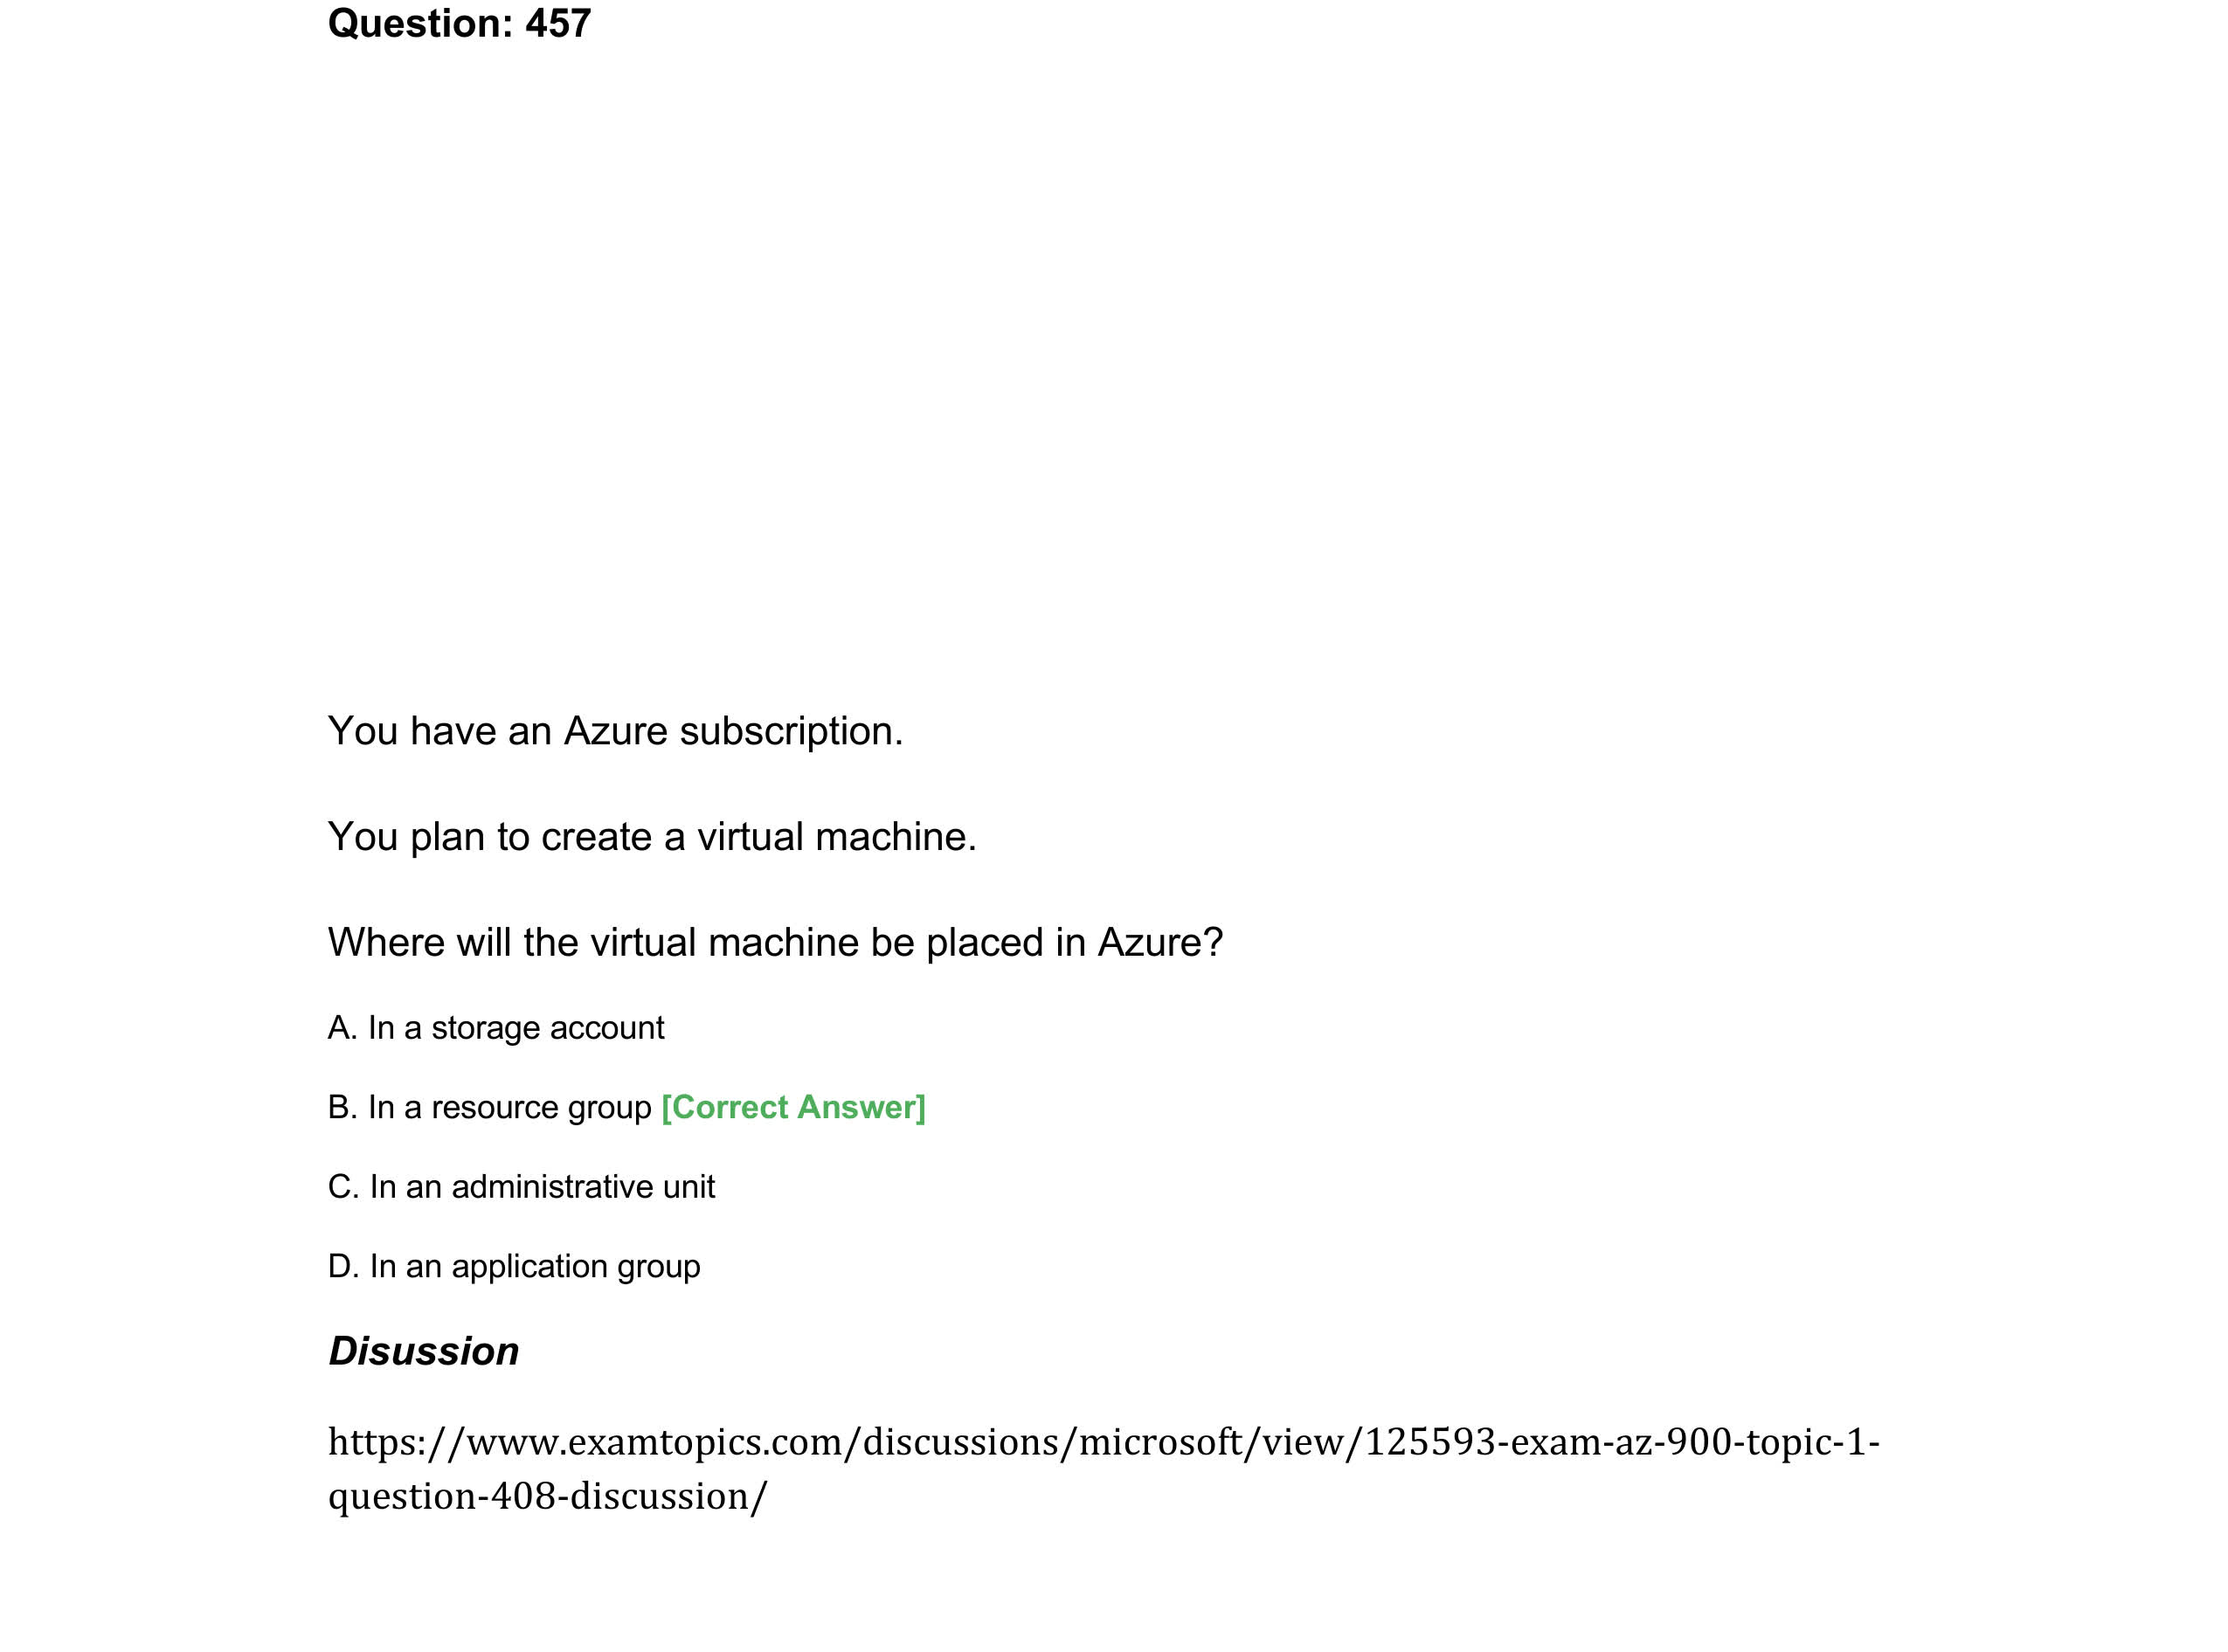 Question: 457
You have an Azure subscription.
You plan to create a virtual machine.
Where will the virtual machine be placed in Azure?
A. In a storage account
B. In a resource group [Correct Answer]
C. In an administrative unit
D. In an application group
Disussion
https://www.examtopics.com/discussions/microsoft/view/125593-exam-az-900-topic-1-
question-408-discussion/